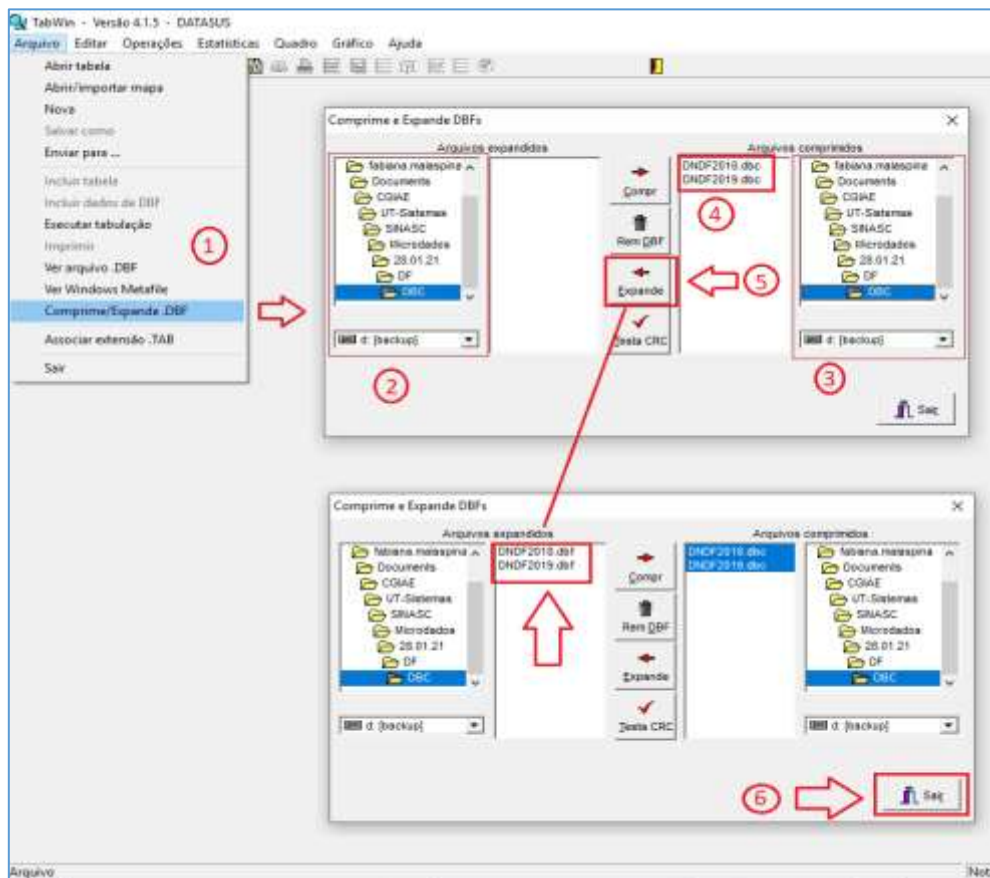 TabWin - Versão 4.1.5 - DATASUS
Arquivo Editar Operações Estatísticas Quadro Gráfico Ajuda
Abrir tabela
Abrir/importar mapa
Nova
Salvar como
Enviar para ...
Incluir tabela
Incluir dados de DBF
Executar tabulação
Imprimir
Ver arquivo .DBF
Ver Windows Metafile
Comprime/Expande .DBF
Associar extensão .TAB
Sair
1
Comprime e Expande DBFs
Arquivos expandidos
Arquivos comprimidos
fabiana.malaspina
Documents
CGIAE
UT-Sistemas
SINASC
Microdados
28.01.21
DF
DBC
d: [backup]
2
Compr
Rem DBF
Expande
Testa CRC
DNDF2018.dbc
DNDF2019.dbc
4
5
fabiana.malaspina
Documents
CGIAE
UT-Sistemas
SINASC
Microdados
28.01.21
DF
DBC
d: [backup]
3
Sair
Comprime e Expande DBFs
Arquivos expandidos
Arquivos comprimidos
fabiana.malaspina
Documents
CGIAE
UT-Sistemas
SINASC
Microdados
28.01.21
DF
DBC
d: [backup]
DNDF2018.dbf
DNDF2019.dbf
Compr
Rem DBF
Expande
Testa CRC
DNDF2018.dbc
DNDF2019.dbc
fabiana.malaspina
Documents
CGIAE
UT-Sistemas
SINASC
Microdados
28.01.21
DF
DBC
d: [backup]
6
Sair
Arquivo
Not